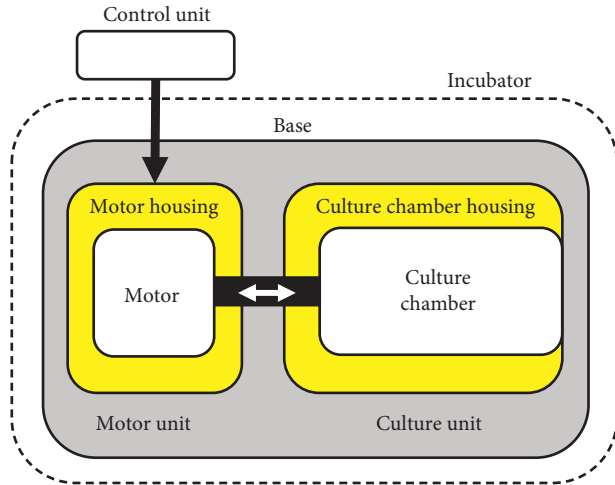 Control unit
Incubator
Base
Motor housing
Culture chamber housing
Motor
Culture
chamber
Motor unit
Culture unit